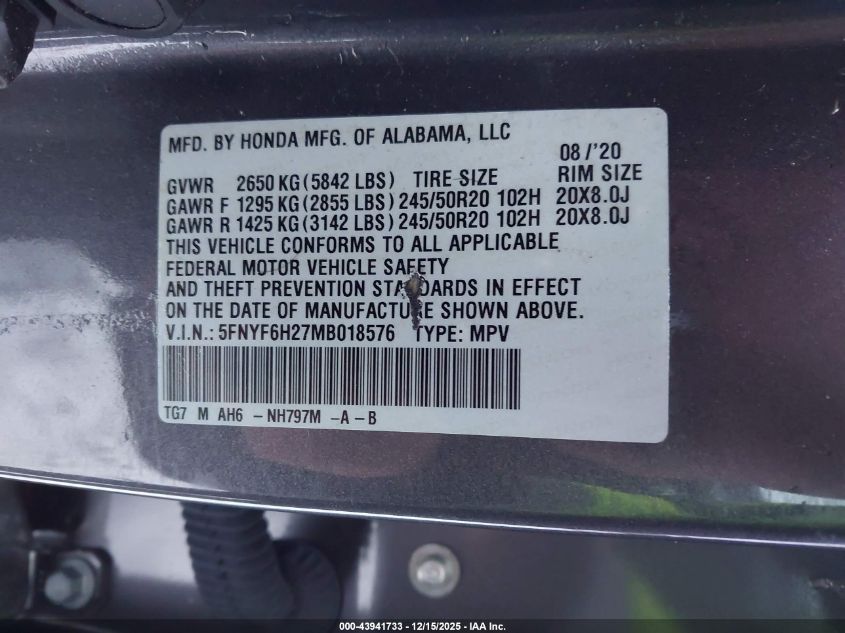 MFD. BY HONDA MFG. OF ALABAMA, LLC
08/'20
GVWR 2650 KG (5842 LBS) TIRE SIZE RIM SIZE
GAWR F 1295 KG (2855 LBS) 245/50R20 102H 20X8.0J
GAWR R 1425 KG (3142 LBS) 245/50R20 102H 20X8.0J
THIS VEHICLE CONFORMS TO ALL APPLICABLE
FEDERAL MOTOR VEHICLE SAFETY
AND THEFT PREVENTION STANDARDS IN EFFECT
ON THE DATE OF MANUFACTURE SHOWN ABOVE.
V.I.N.: 5FNYF6H27MB018576 TYPE: MPV
TG7 M AH6 -NH797M -A-B
000-43941733 - 12/15/2025 - IAA Inc.